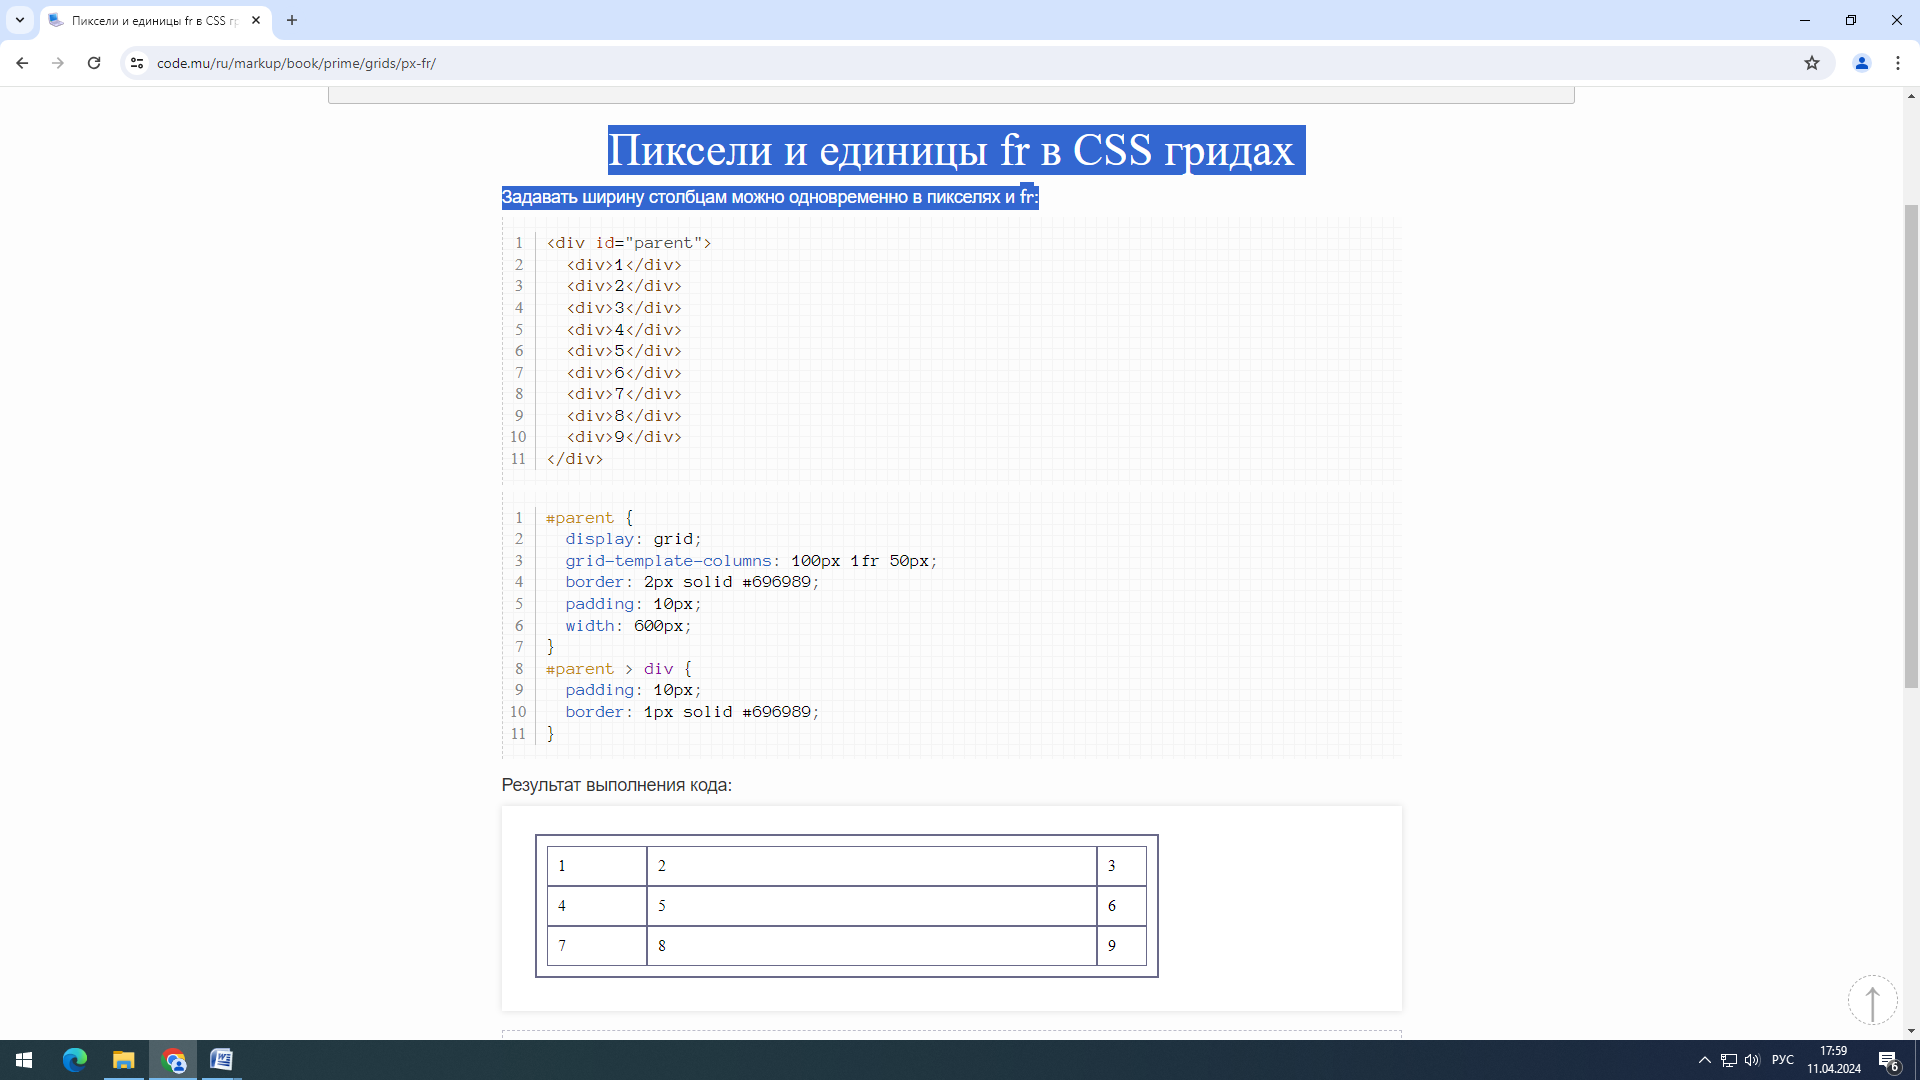 Пиксели и единицы fr в CSS гр
code.mu/ru/markup/book/prime/grids/px-fr/
Пиксели и единицы fr в CSS гридах
Задавать ширину столбцам можно одновременно в пикселях и fr:
1 <div id="parent">
2 <div>1</div>
3 <div>2</div>
4 <div>3</div>
5 <div>4</div>
6 <div>5</div>
7 <div>6</div>
8 <div>7</div>
9 <div>8</div>
10 <div>9</div>
11 </div>
1 #parent {
2 display: grid;
3 grid-template-columns: 100px 1fr 50px;
4 border: 2px solid #696989;
5 padding: 10px;
6 width: 600px;
7 }
8 #parent > div {
9 padding: 10px;
10 border: 1px solid #696989;
11 }
Результат выполнения кода:
1 2 3
4 5 6
7 8 9
РУС
17:59
11.04.2024
6